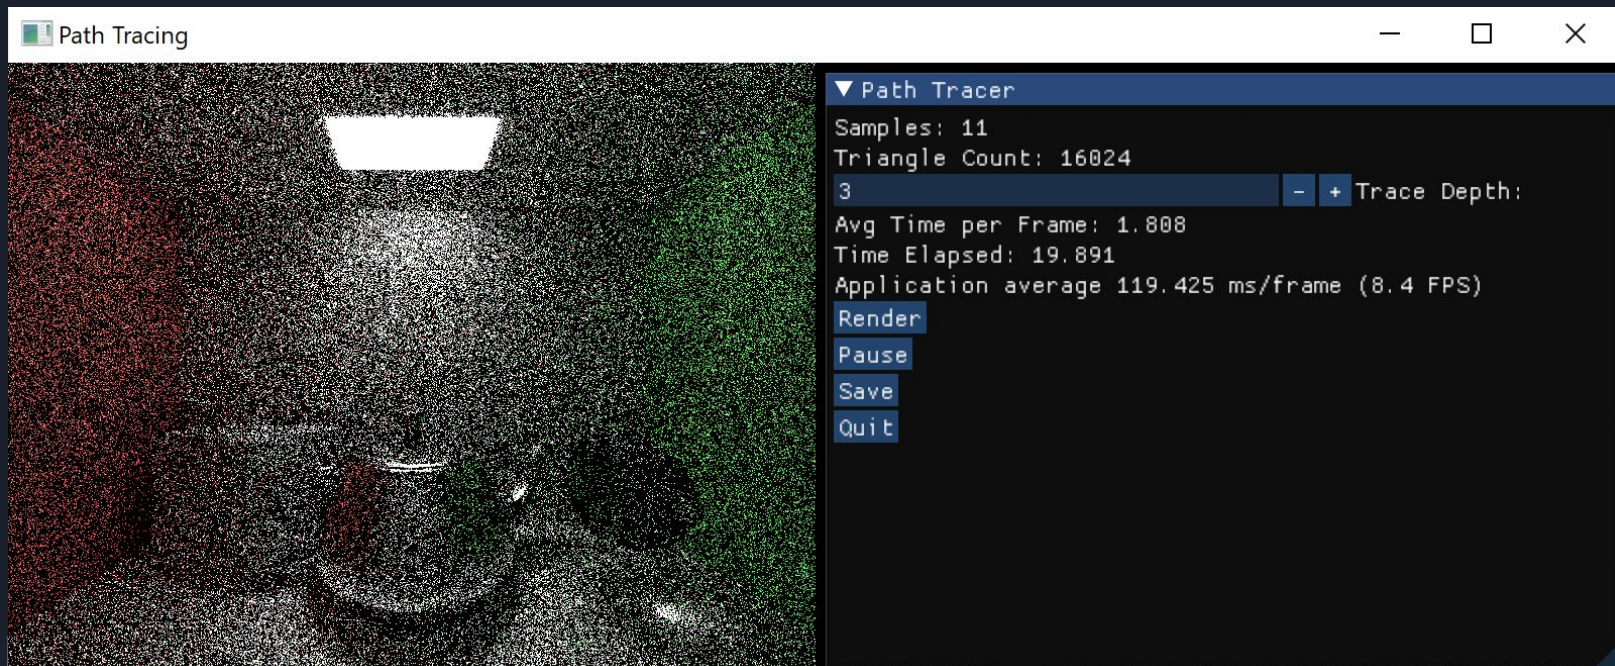 Path Tracing
Path Tracer
Samples: 11
Triangle Count: 16024
3 - + Trace Depth:
Avg Time per Frame: 1.808
Time Elapsed: 19.891
Application average 119.425 ms/frame (8.4 FPS)
Render
Pause
Save
Quit